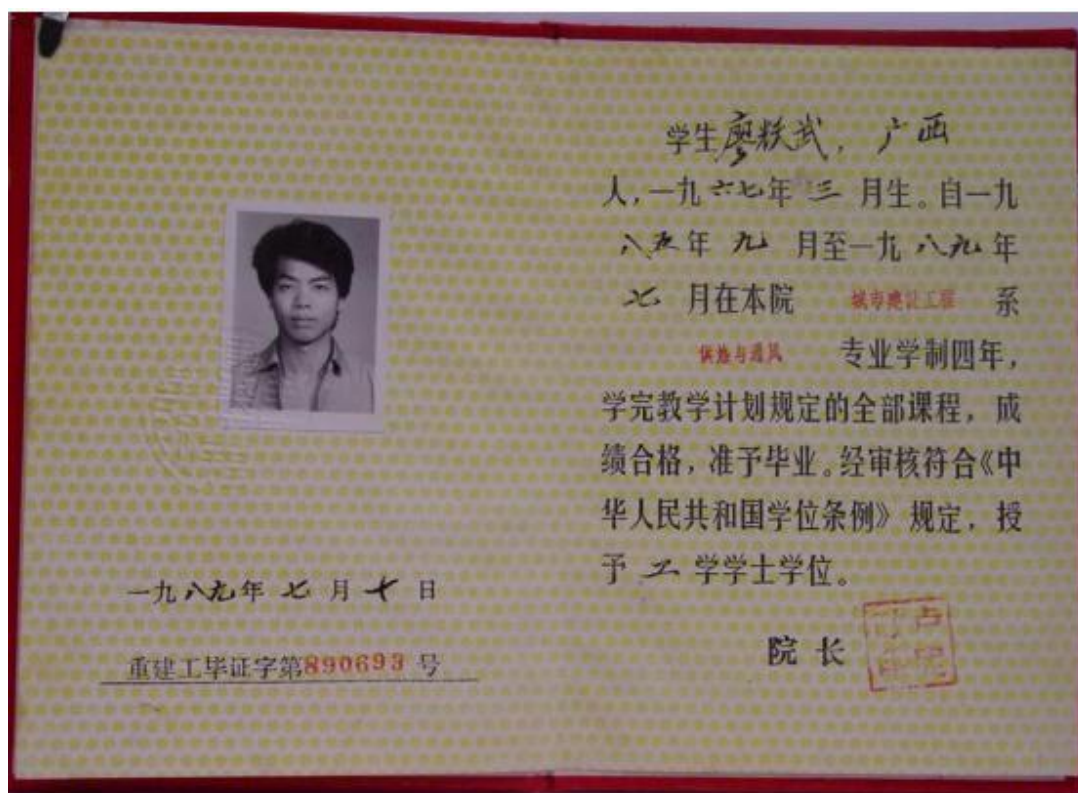 一九八九年 七 月 十 日
重建工毕证字第890693 号
学生廖轶武，广西
人，一九六七年 三 月生。自一九
八五年 九 月至一九八九年
七 月在本院 城市建设工程 系
供热与通风 专业学制四年，
学完教学计划规定的全部课程，成
绩合格，准予毕业。经审核符合《中
华人民共和国学位条例》规定，授
予 工 学学士学位。
院 长